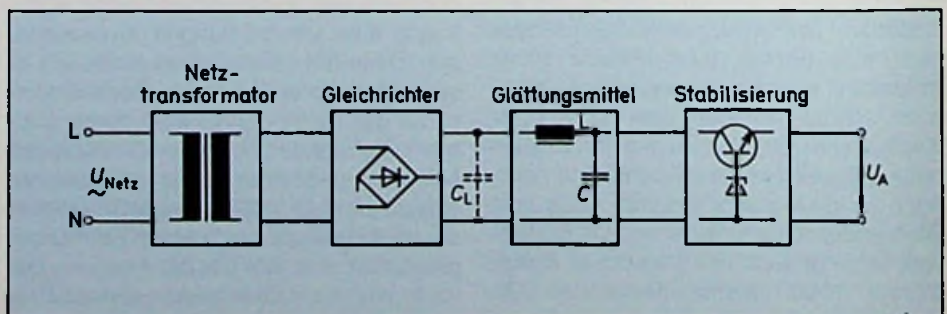 Netz-
transformator
Gleichrichter
Glättungsmittel
Stabilisierung
L
U_Netz
N
C_L
L
C
U_A